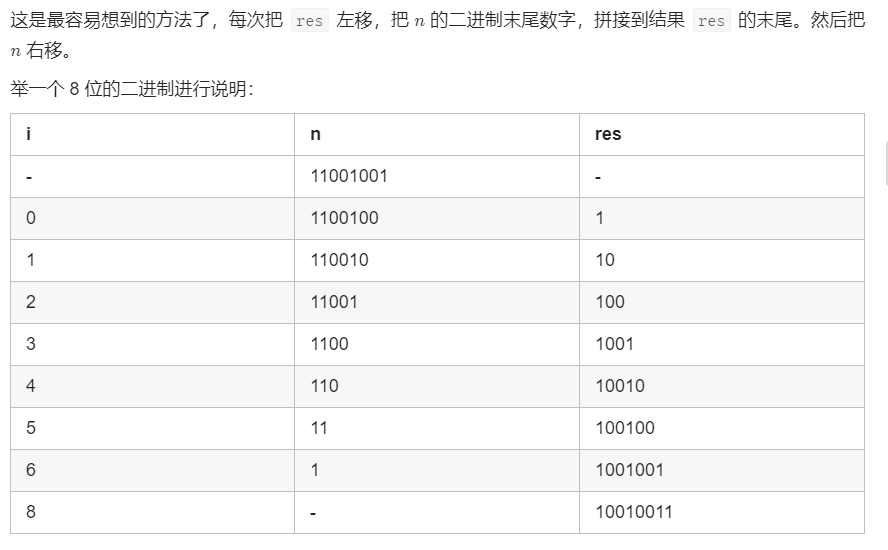 这是最容易想到的方法了，每次把 res 左移，把 n 的二进制末尾数字，拼接到结果 res 的末尾。然后把
n 右移。
举一个 8 位的二进制进行说明：
i n res
- 11001001 -
0 1100100 1
1 110010 10
2 11001 100
3 1100 1001
4 110 10010
5 11 100100
6 1 1001001
8 - 10010011